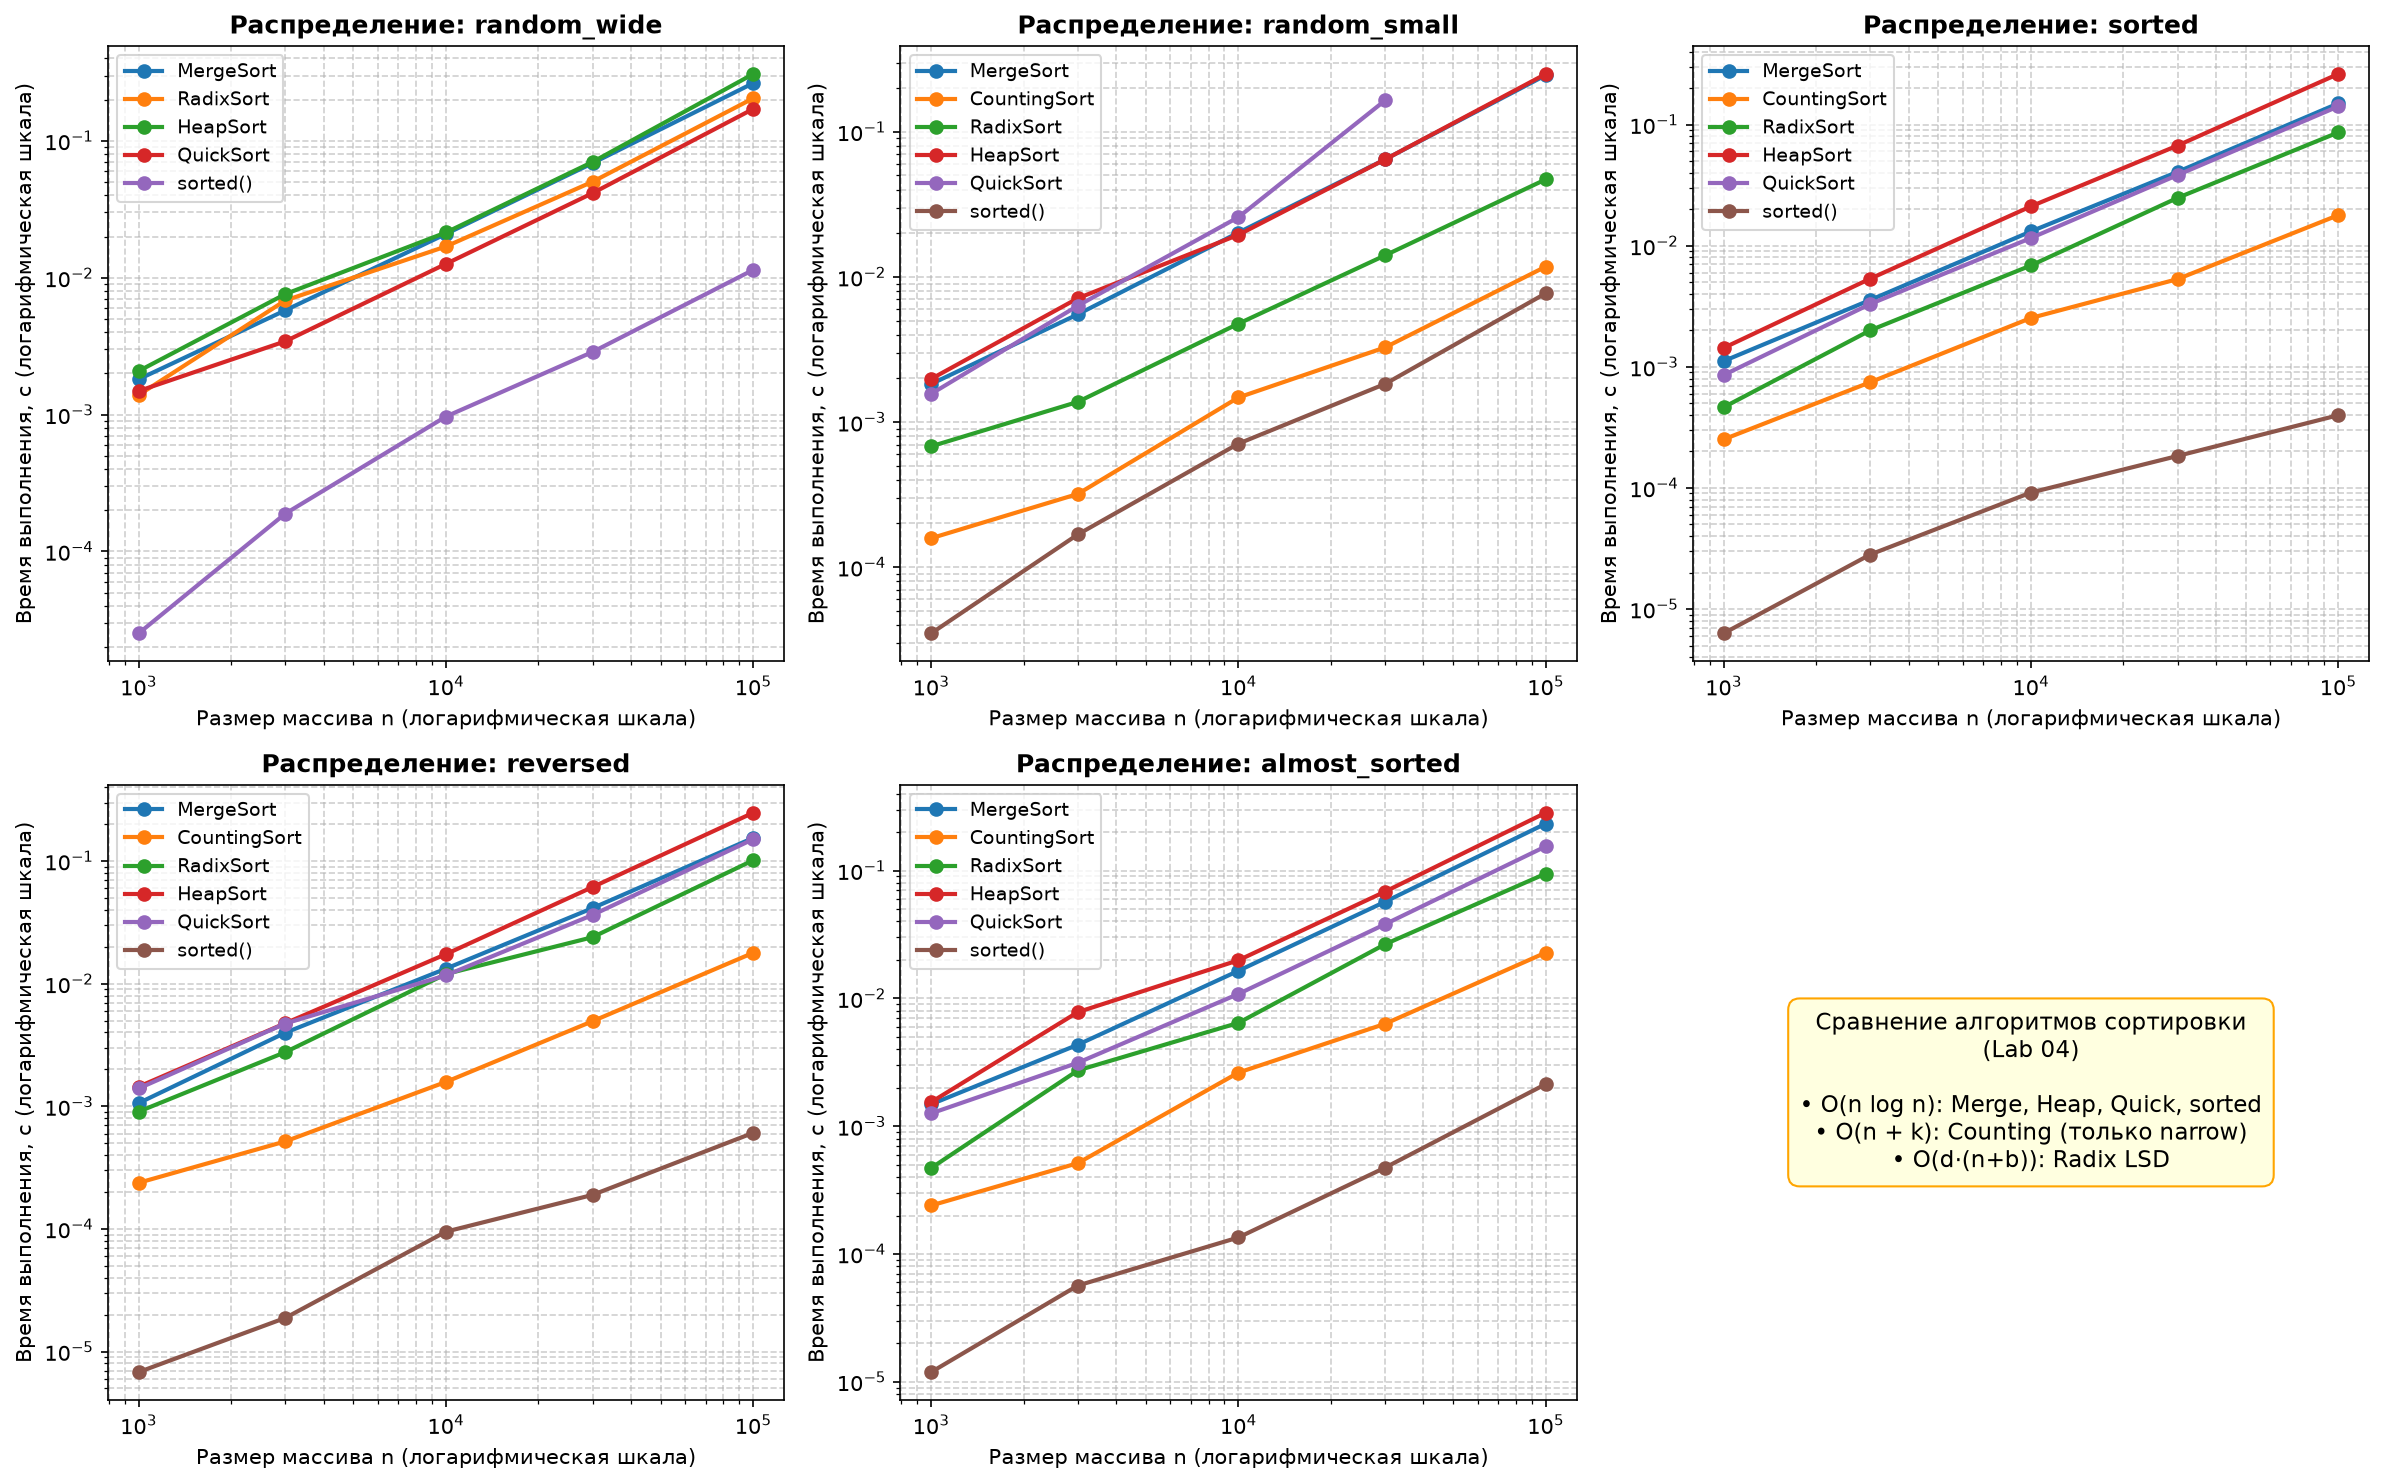 Распределение: random_wide
Время выполнения, с (логарифмическая шкала)
10⁻¹
10⁻²
10⁻³
10⁻⁴
MergeSort
RadixSort
HeapSort
QuickSort
sorted()
10³ 10⁴ 10⁵
Размер массива n (логарифмическая шкала)
Распределение: random_small
Время выполнения, с (логарифмическая шкала)
10⁻¹
10⁻²
10⁻³
10⁻⁴
MergeSort
CountingSort
RadixSort
HeapSort
QuickSort
sorted()
10³ 10⁴ 10⁵
Размер массива n (логарифмическая шкала)
Распределение: sorted
Время выполнения, с (логарифмическая шкала)
10⁻¹
10⁻²
10⁻³
10⁻⁴
10⁻⁵
MergeSort
CountingSort
RadixSort
HeapSort
QuickSort
sorted()
10³ 10⁴ 10⁵
Размер массива n (логарифмическая шкала)
Распределение: reversed
Время выполнения, с (логарифмическая шкала)
10⁻¹
10⁻²
10⁻³
10⁻⁴
10⁻⁵
MergeSort
CountingSort
RadixSort
HeapSort
QuickSort
sorted()
10³ 10⁴ 10⁵
Размер массива n (логарифмическая шкала)
Распределение: almost_sorted
Время выполнения, с (логарифмическая шкала)
10⁻¹
10⁻²
10⁻³
10⁻⁴
10⁻⁵
MergeSort
CountingSort
RadixSort
HeapSort
QuickSort
sorted()
10³ 10⁴ 10⁵
Размер массива n (логарифмическая шкала)
Сравнение алгоритмов сортировки
(Lab 04)
• O(n log n): Merge, Heap, Quick, sorted
• O(n + k): Counting (только narrow)
• O(d·(n+b)): Radix LSD